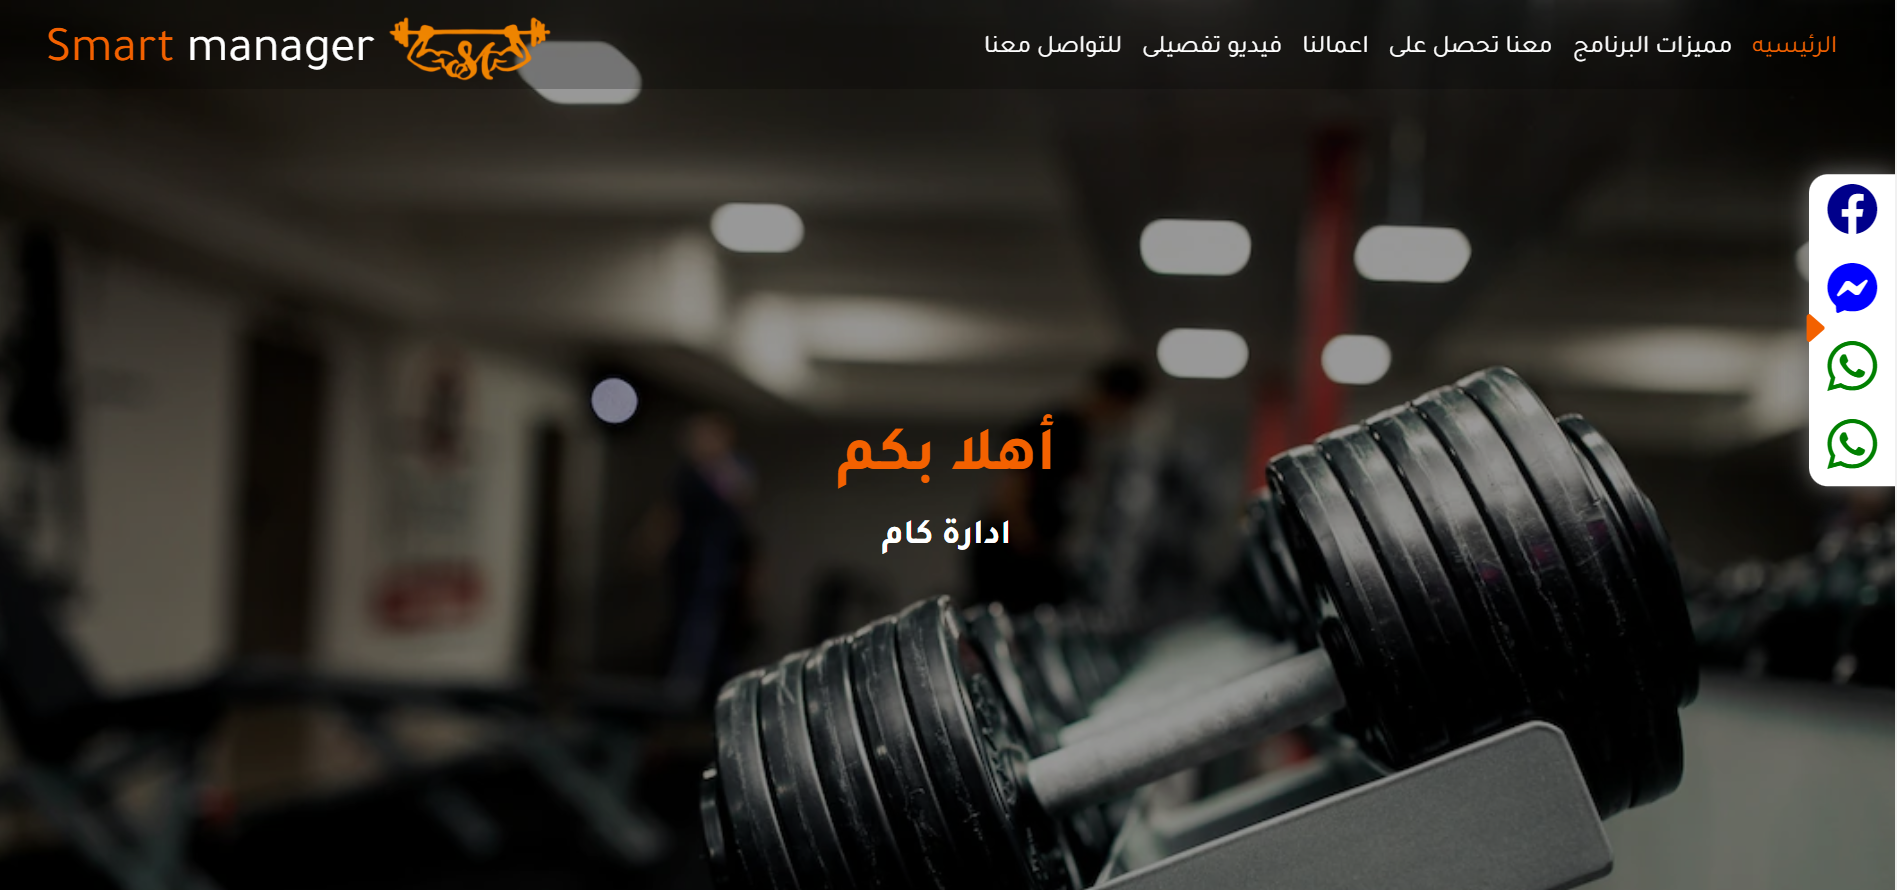 Smart manager
الرئيسيه مميزات البرنامج معنا تحصل على اعمالنا فيديو تفصيلى للتواصل معنا
أهلا بكم
ادارة كام